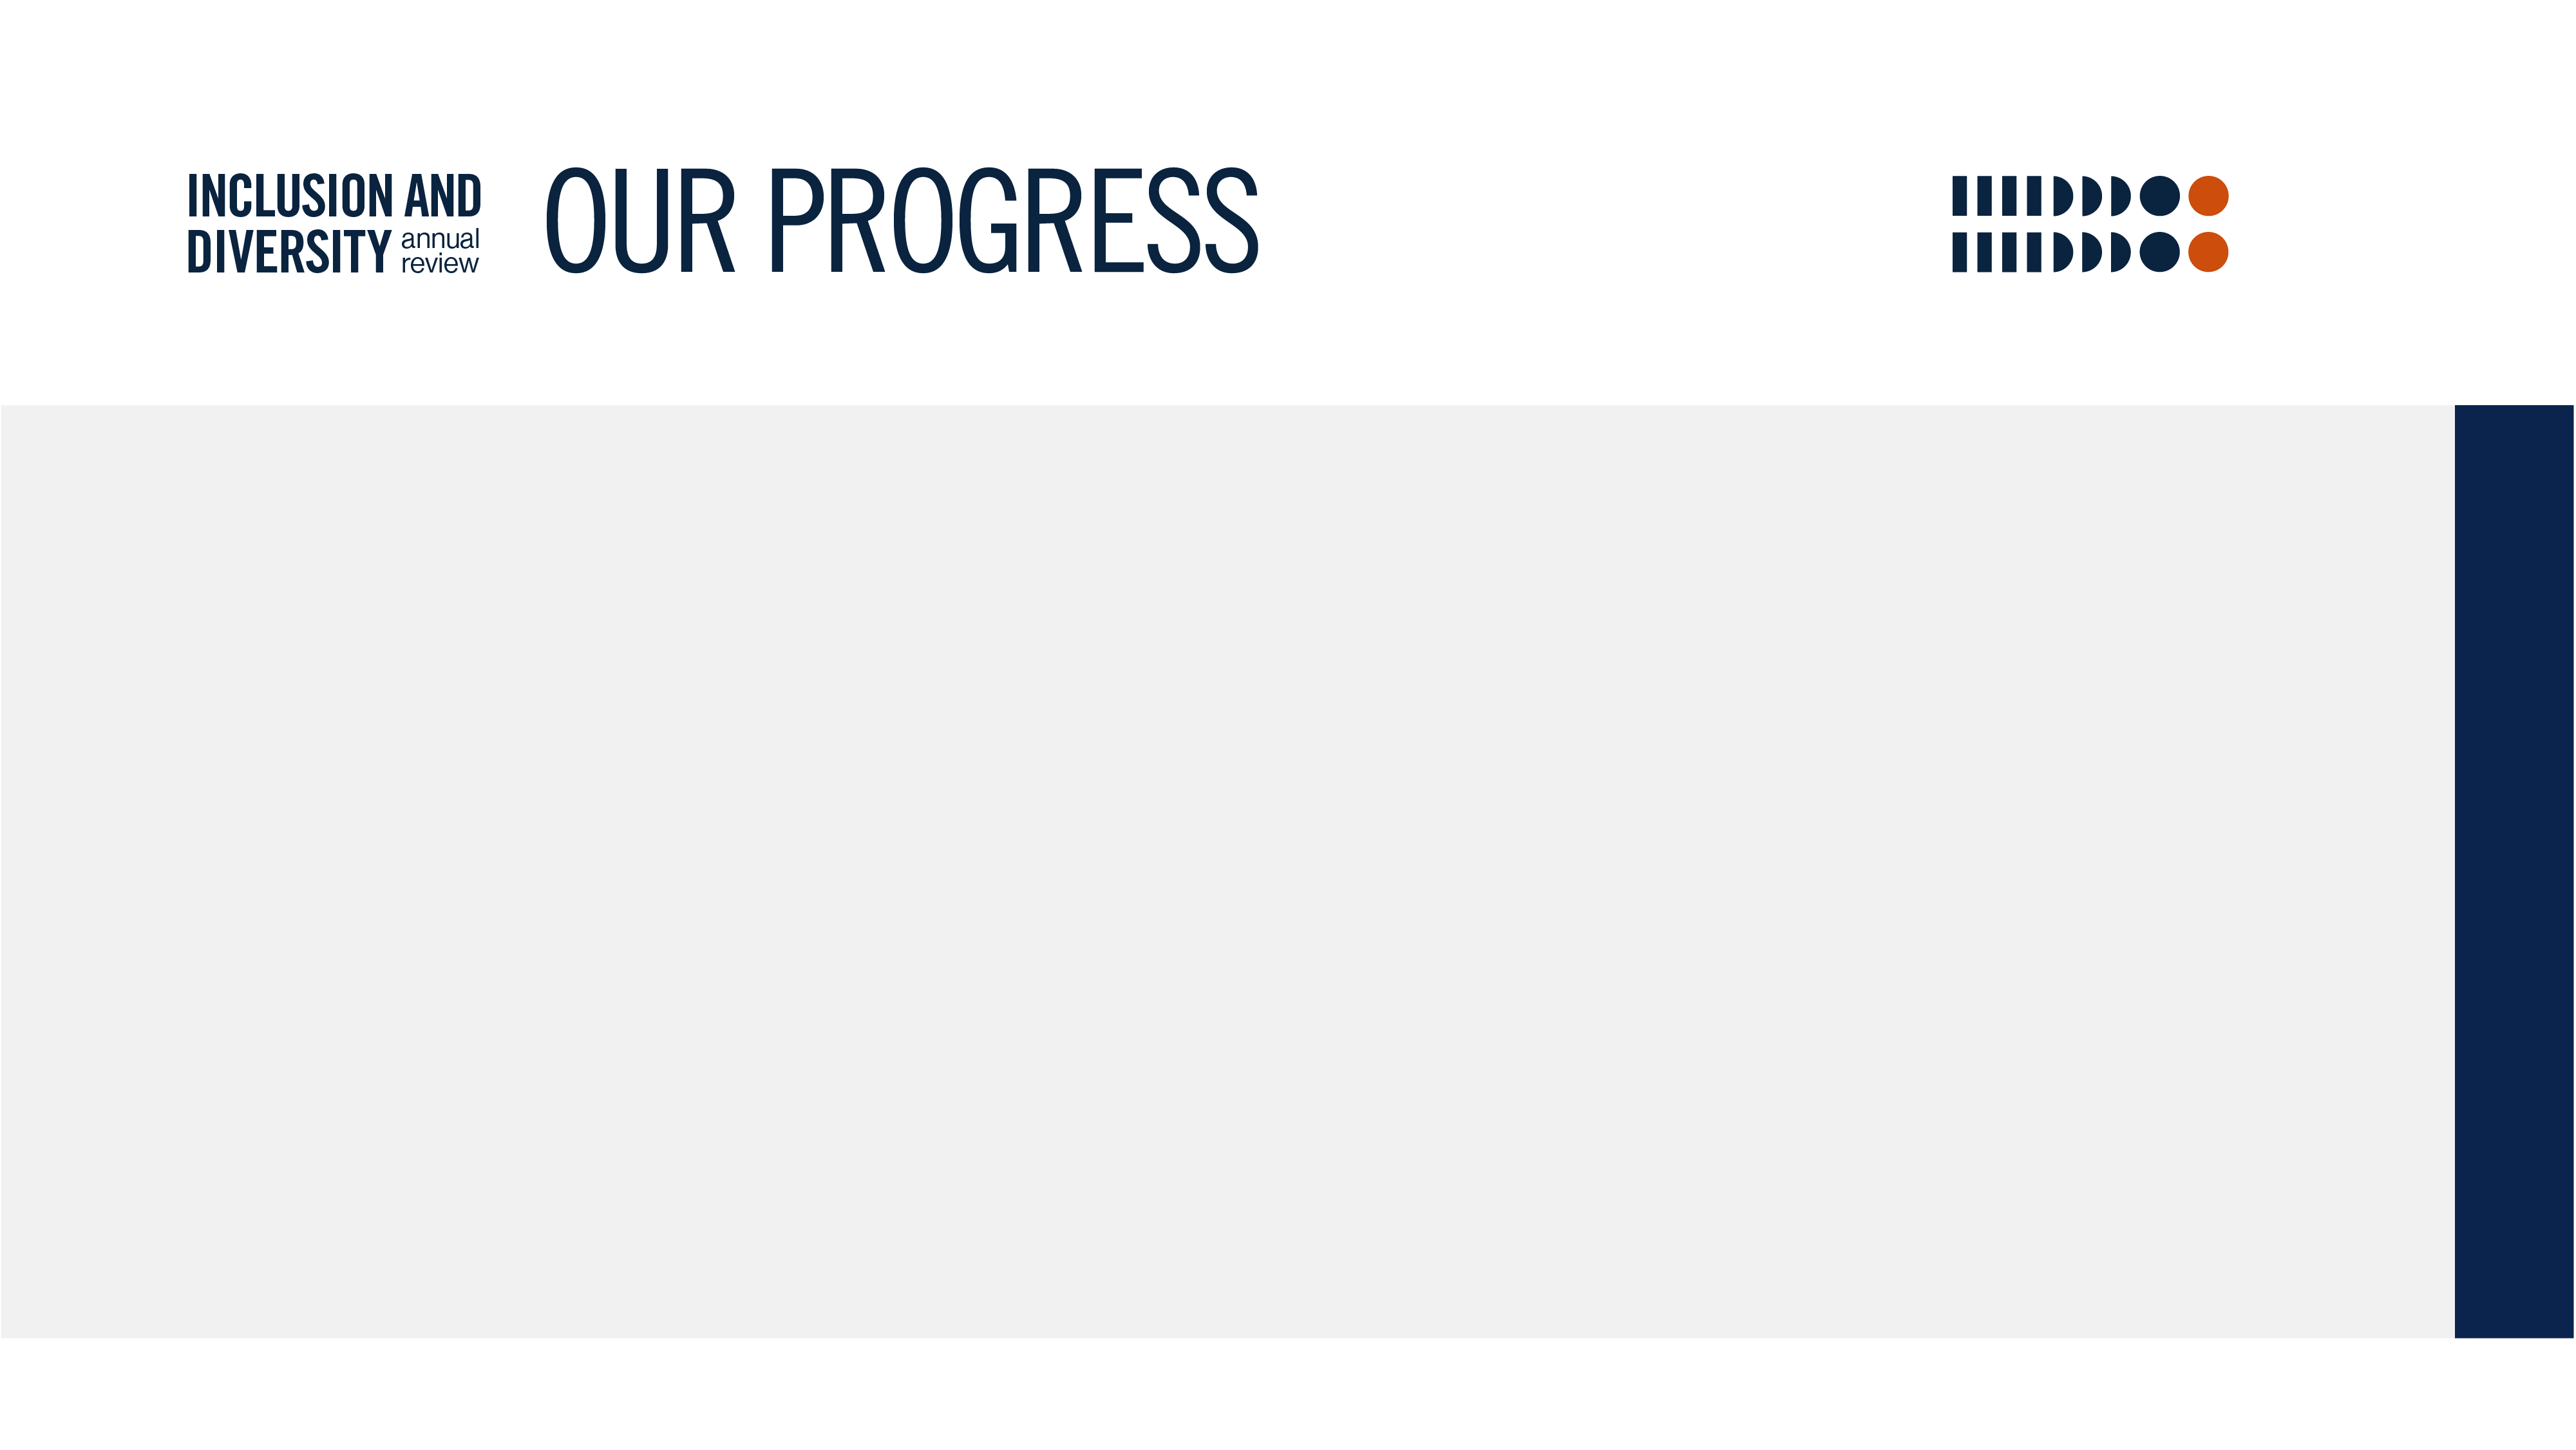 INCLUSION AND
DIVERSITY annual
review
OUR PROGRESS